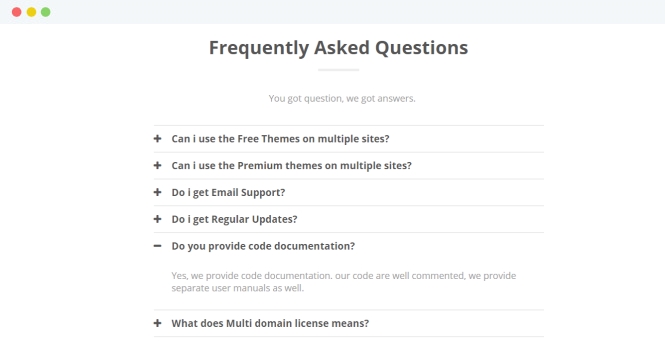 Frequently Asked Questions
You got question, we got answers.
Can i use the Free Themes on multiple sites?
Can i use the Premium themes on multiple sites?
Do i get Email Support?
Do i get Regular Updates?
Do you provide code documentation?
Yes, we provide code documentation. our code are well commented, we provide
separate user manuals as well.
What does Multi domain license means?